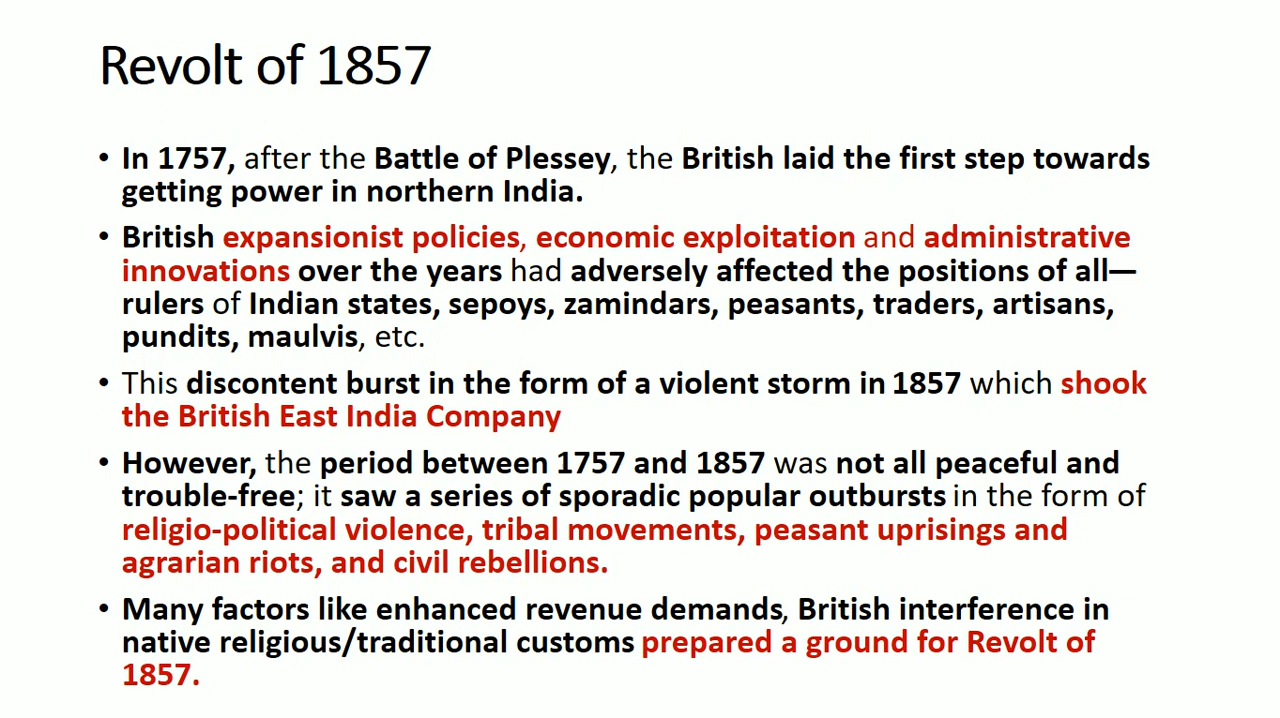 Revolt of 1857
• In 1757, after the Battle of Plessey, the British laid the first step towards
getting power in northern India.
• British expansionist policies, economic exploitation and administrative
innovations over the years had adversely affected the positions of all—
rulers of Indian states, sepoys, zamindars, peasants, traders, artisans,
pundits, maulvis, etc.
• This discontent burst in the form of a violent storm in 1857 which shook
the British East India Company
• However, the period between 1757 and 1857 was not all peaceful and
trouble-free; it saw a series of sporadic popular outbursts in the form of
religio-political violence, tribal movements, peasant uprisings and
agrarian riots, and civil rebellions.
• Many factors like enhanced revenue demands, British interference in
native religious/traditional customs prepared a ground for Revolt of
1857.